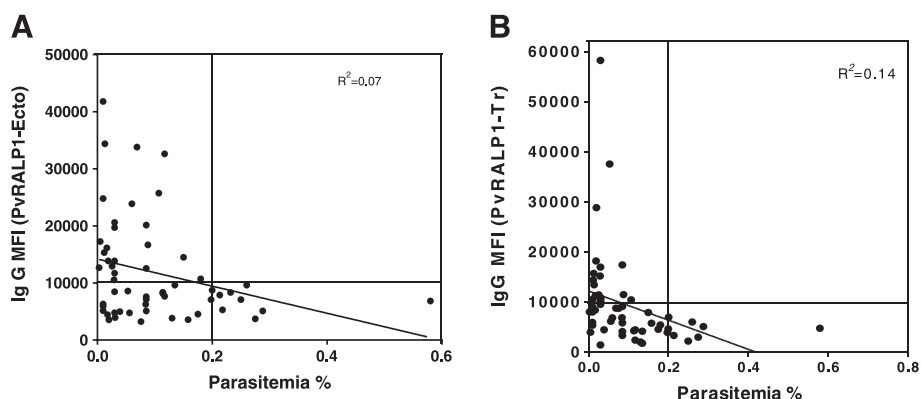 A
50000
40000
30000
20000
10000
0
Ig G MFI (PvRALP1-Ecto)
R²=0.07
0.0 0.2 0.4 0.6
Parasitemia %
B
60000
50000
40000
30000
20000
10000
0
IgG MFI (PvRALP1-Tr)
R²=0.14
0.0 0.2 0.4 0.6 0.8
Parasitemia %